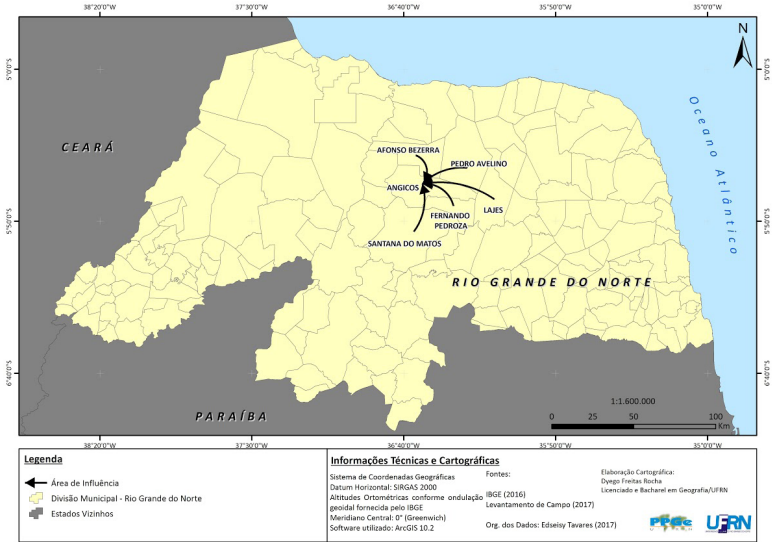 38°20'0"W 37°30'0"W 36°40'0"W 35°50'0"W 35°0'0"W
5°0'0"S 5°0'0"S
N
Oceano Atlântico
CEARÁ
AFONSO BEZERRA
PEDRO AVELINO
ANGICOS
LAJES
FERNANDO
PEDROZA
SANTANA DO MATOS
5°50'0"S 5°50'0"S
RIO GRANDE DO NORTE
6°40'0"S 6°40'0"S
PARAÍBA
1:1.600.000
0 25 50 100
Km
38°20'0"W 37°30'0"W 36°40'0"W 35°50'0"W 35°0'0"W
Legenda
Área de Influência
Divisão Municipal - Rio Grande do Norte
Estados Vizinhos
Informações Técnicas e Cartográficas
Sistema de Coordenadas Geográficas
Datum Horizontal: SIRGAS 2000
Altitudes Ortométricas conforme ondulação
geoidal fornecida pelo IBGE
Meridiano Central: 0° (Greenwich)
Software utilizado: ArcGIS 10.2
Fontes:
IBGE (2016)
Levantamento de Campo (2017)
Org. dos Dados: Edseisy Tavares (2017)
Elaboração Cartográfica:
Dyego Freitas Rocha
Licenciado e Bacharel em Geografia/UFRN
PPGe
UFRN